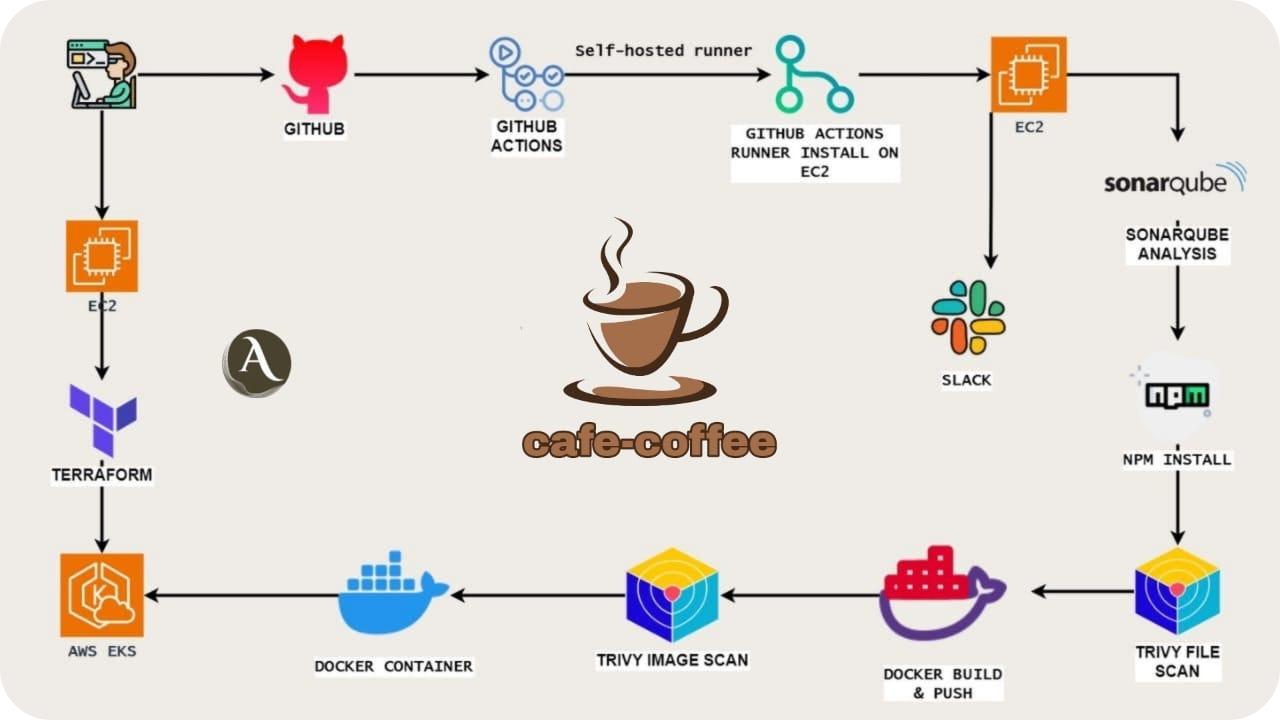 Self-hosted runner
GITHUB
GITHUB
ACTIONS
GITHUB ACTIONS
RUNNER INSTALL ON
EC2
EC2
sonarqube
SONARQUBE
ANALYSIS
EC2
A
SLACK
npm
cafe-coffee
NPM INSTALL
TERRAFORM
AWS EKS
DOCKER CONTAINER
TRIVY IMAGE SCAN
DOCKER BUILD
& PUSH
TRIVY FILE
SCAN